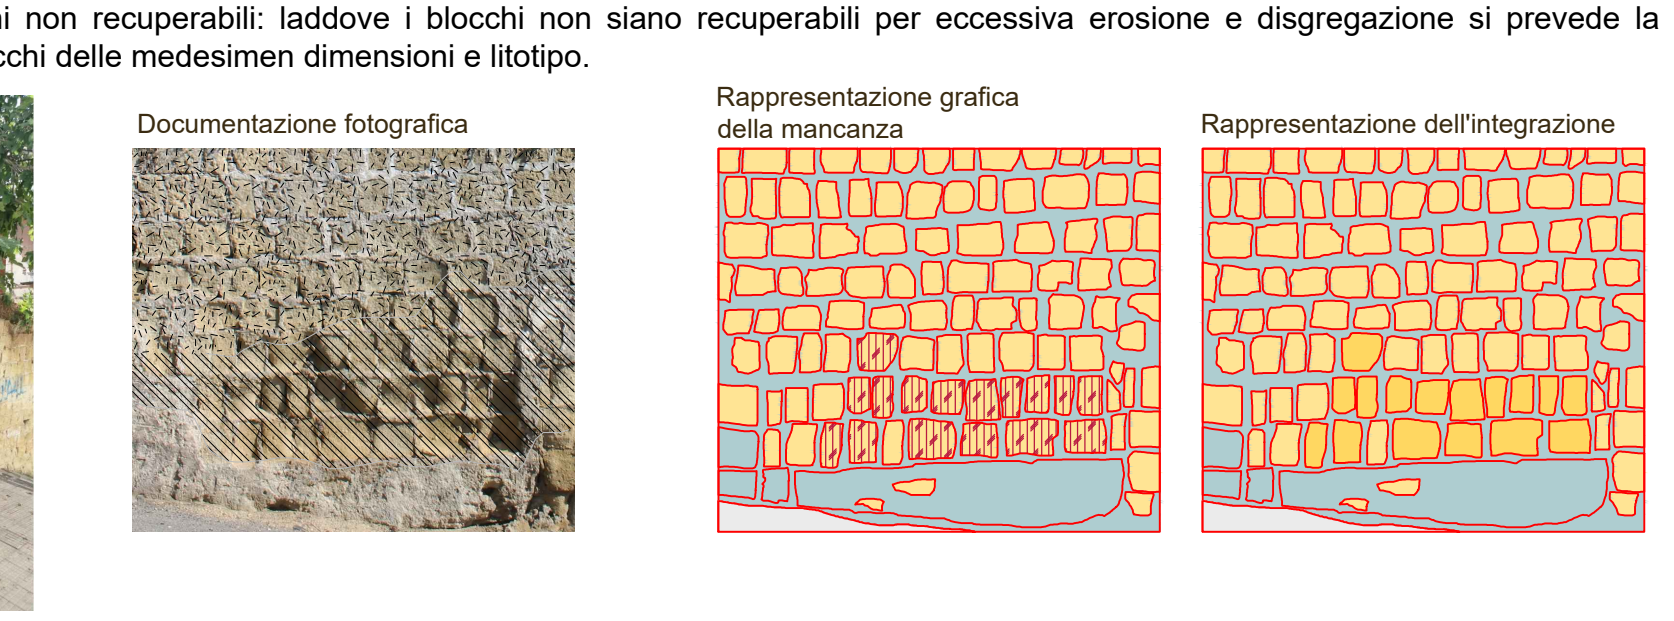 non recuperabili: laddove i blocchi non siano recuperabili per eccessiva erosione e disgregazione si prevede la
delle medesimen dimensioni e litotipo.
Documentazione fotografica
Rappresentazione grafica
della mancanza
Rappresentazione dell'integrazione